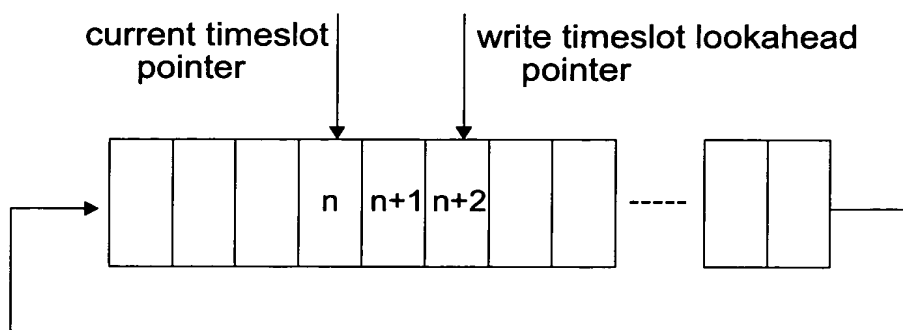 current timeslot
pointer
write timeslot lookahead
pointer
n n+1 n+2